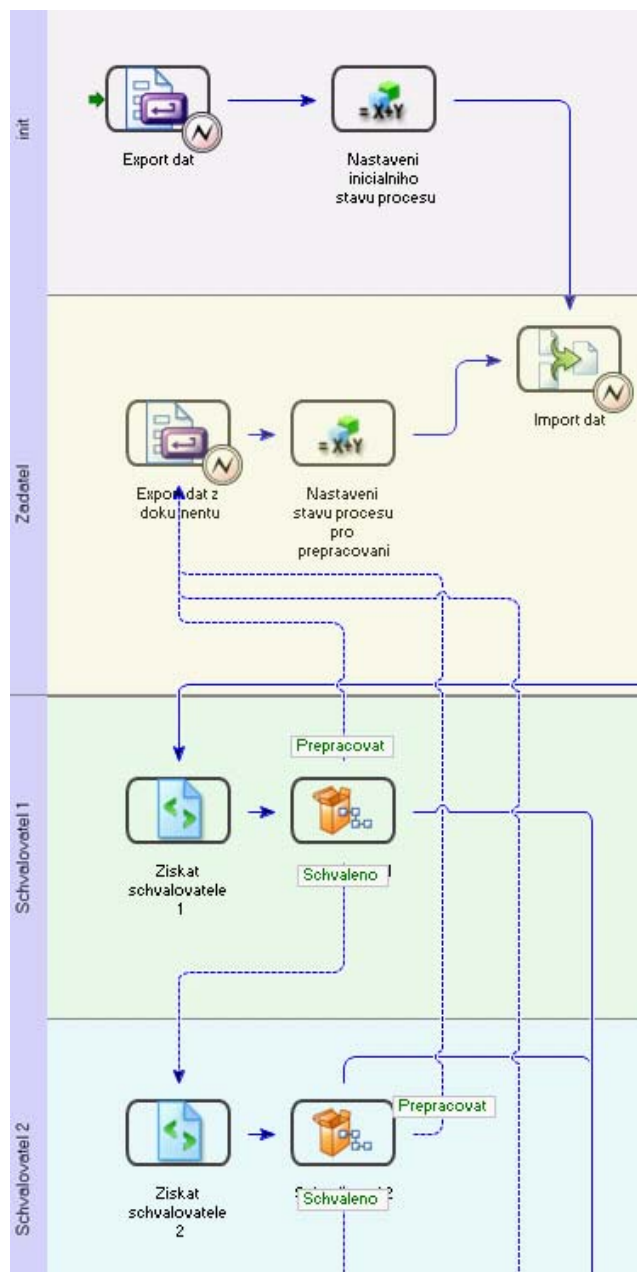 init
Export dat
= X+Y
Nastaveni
inicialniho
stavu procesu
Zadatel
Export dat z
dokumentu
= X+Y
Nastaveni
stavu procesu
pro
prepracovani
Import dat
Schvalovatel 1
Prepracovat
Ziskat
schvalovatele
1
Schvaleno
Schvalovatel 2
Prepracovat
Ziskat
schvalovatele
2
Schvaleno